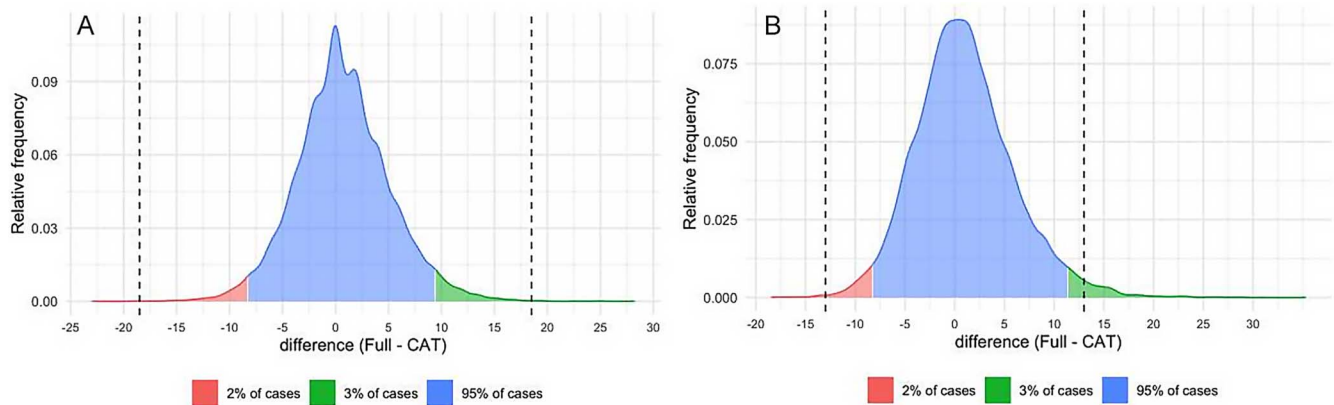 A
Relative frequency
0.09
0.06
0.03
0.00
-25 -20 -15 -10 -5 0 5 10 15 20 25 30
difference (Full - CAT)
2% of cases 3% of cases 95% of cases
B
Relative frequency
0.075
0.050
0.025
0.000
-20 -15 -10 -5 0 5 10 15 20 25 30
difference (Full - CAT)
2% of cases 3% of cases 95% of cases